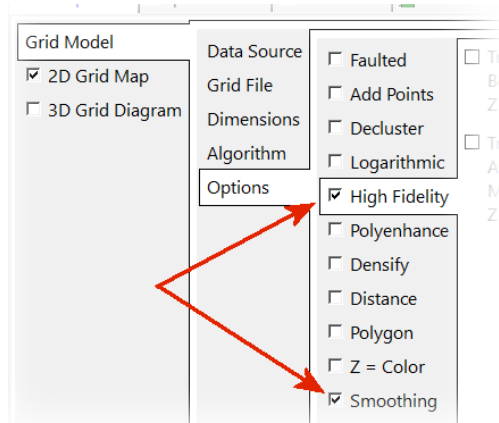 Grid Model
2D Grid Map
3D Grid Diagram
Data Source
Grid File
Dimensions
Algorithm
Options
Faulted
Add Points
Decluster
Logarithmic
High Fidelity
Polyenhance
Densify
Distance
Polygon
Z = Color
Smoothing